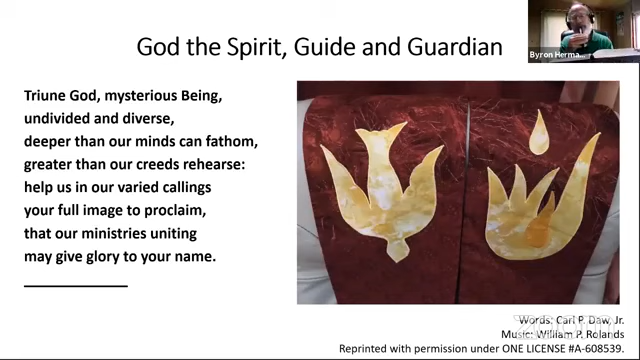 God the Spirit, Guide and Guardian
Byron Herma...
Triune God, mysterious Being,
undivided and diverse,
deeper than our minds can fathom,
greater than our creeds rehearse:
help us in our varied callings
your full image to proclaim,
that our ministries uniting
may give glory to your name.
Words: Carl P. Daw, Jr.
Music: William P. Rolands
zoom
Reprinted with permission under ONE LICENSE #A-608539.